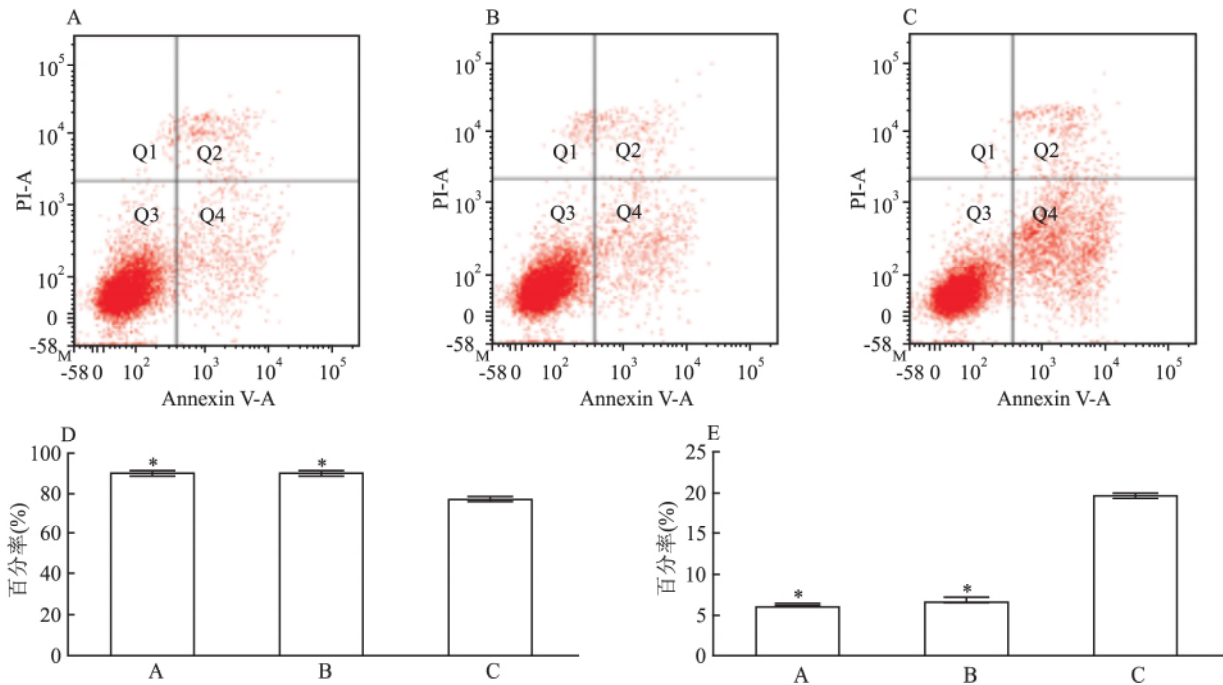 A
10⁵
10⁴
10³
10²
0
-58
PI-A
Q1
Q2
Q3
Q4
M
-58 0 10² 10³ 10⁴ 10⁵
Annexin V-A
B
10⁵
10⁴
10³
10²
0
-58
PI-A
Q1
Q2
Q3
Q4
M
-58 0 10² 10³ 10⁴ 10⁵
Annexin V-A
C
10⁵
10⁴
10³
10²
0
-58
PI-A
Q1
Q2
Q3
Q4
M
-58 0 10² 10³ 10⁴ 10⁵
Annexin V-A
D
100
80
60
40
20
0
百分率(%)
* *
A B C
E
25
20
15
10
5
0
百分率(%)
* *
A B C